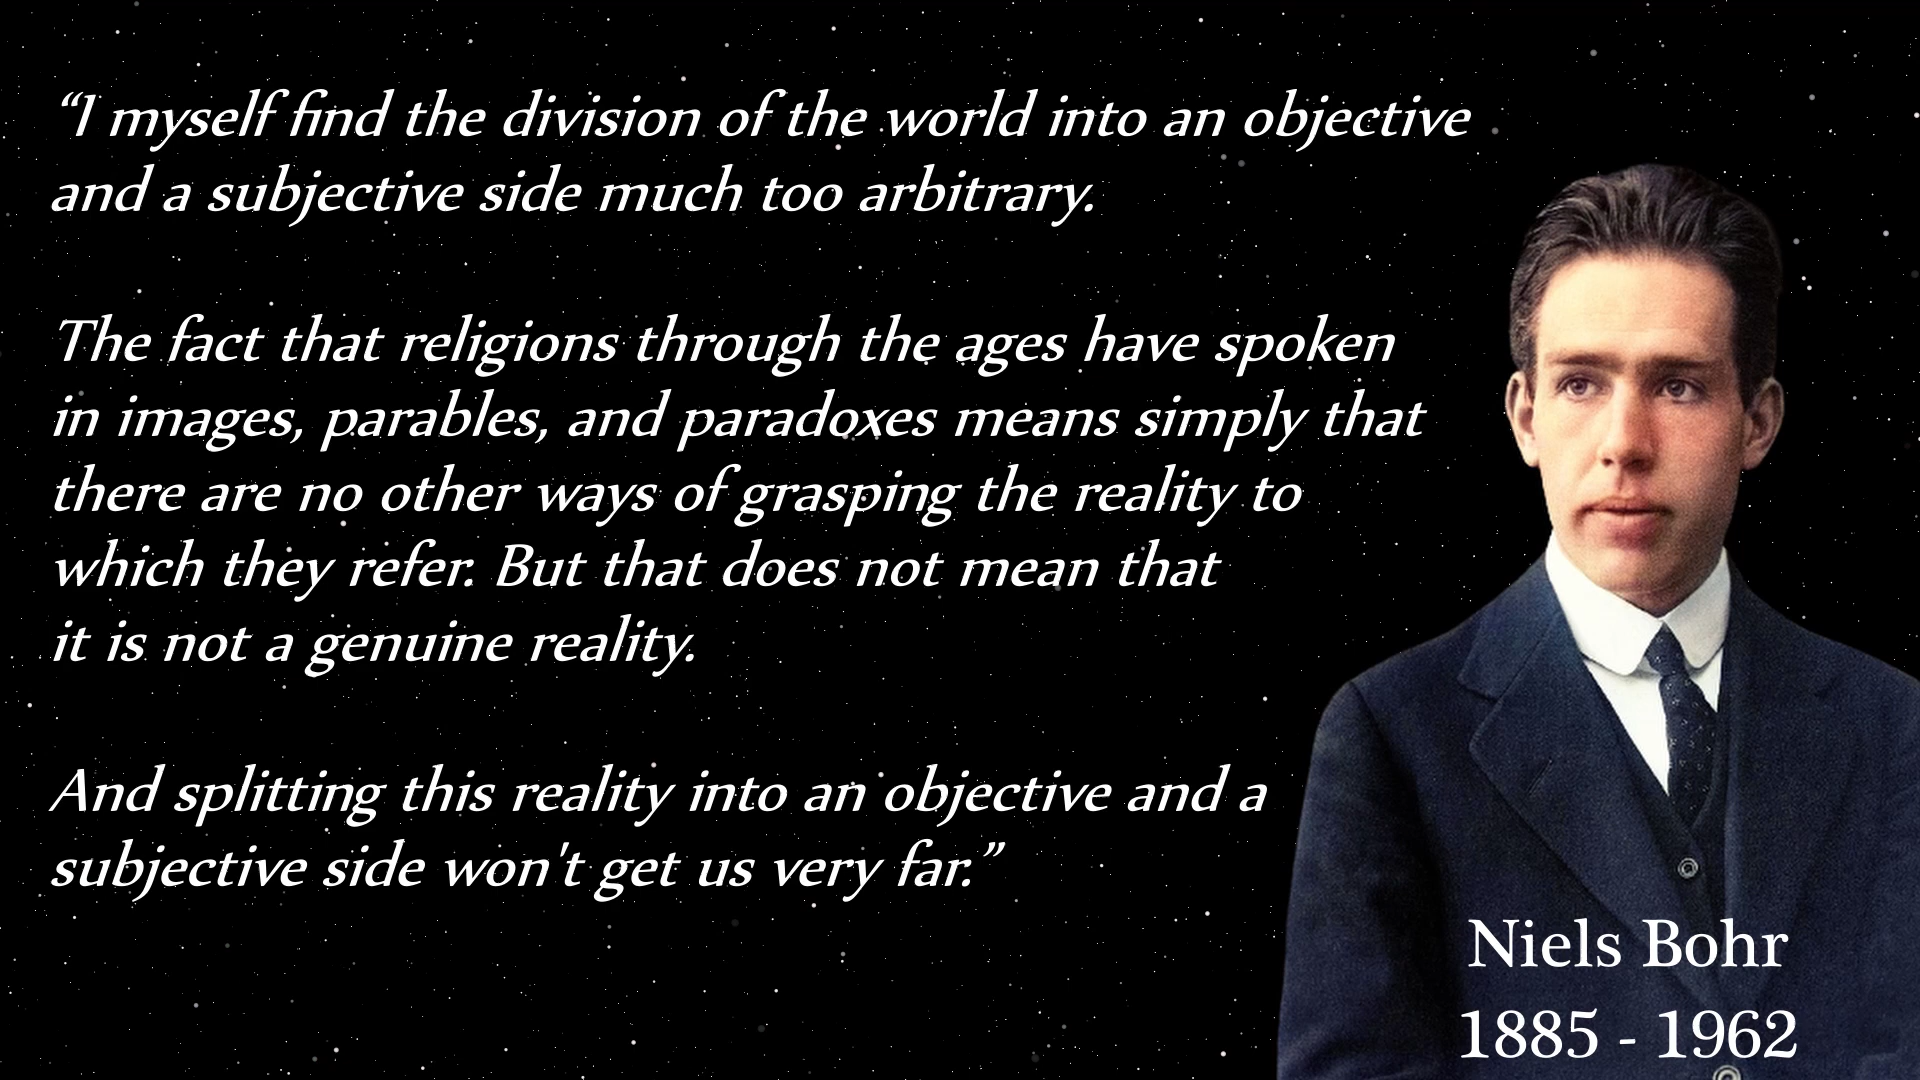 “I myself find the division of the world into an objective
and a subjective side much too arbitrary.
The fact that religions through the ages have spoken
in images, parables, and paradoxes means simply that
there are no other ways of grasping the reality to
which they refer. But that does not mean that
it is not a genuine reality.
And splitting this reality into an objective and a
subjective side won't get us very far.”
Niels Bohr
1885 - 1962